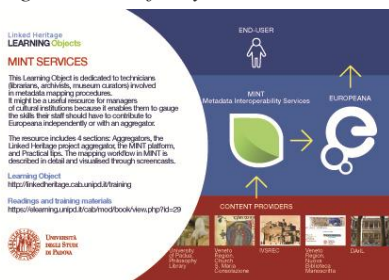 Linked Heritage
LEARNING Objects
MINT SERVICES
This Learning Object is dedicated to technicians
(librarians, archivists, museum curators) involved
in metadata mapping procedures.
It might be a useful resource for managers
of cultural institutions because it enables them to gauge
the skills their staff should have to contribute to
Europeana independently or with an aggregator.
The resource includes 4 sections: Aggregators, the
Linked Heritage project aggregator, the MINT platform,
and Practical tips. The mapping workflow in MINT is
described in detail and visualised through screencasts.
Learning Object
http://linkedheritage.cab.unipd.it/training
Readings and training materials
https://elearning.unipd.it/cab/mod/book/view.php?id=29
UNIVERSITÀ
DEGLI STUDI
DI PADOVA
END-USER
MINT
Metadata Interoperability Services
EUROPEANA
CONTENT PROVIDERS
University
of Padua,
Philosophy
Library
Veneto
Region,
Church
S. Maria
Consolazione
IVSREC
Veneto
Region,
Nuova
Biblioteca
Manoscritta
DAHL